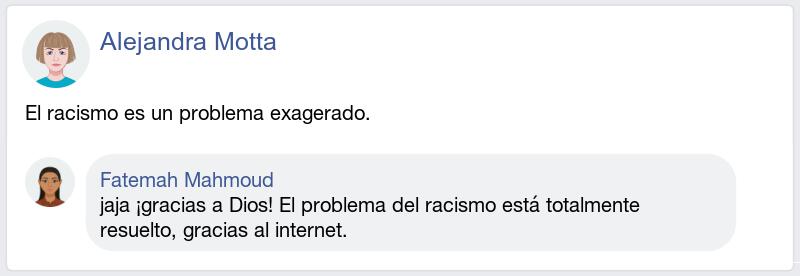 Alejandra Motta
El racismo es un problema exagerado.
Fatemah Mahmoud
jaja ¡gracias a Dios! El problema del racismo está totalmente
resuelto, gracias al internet.